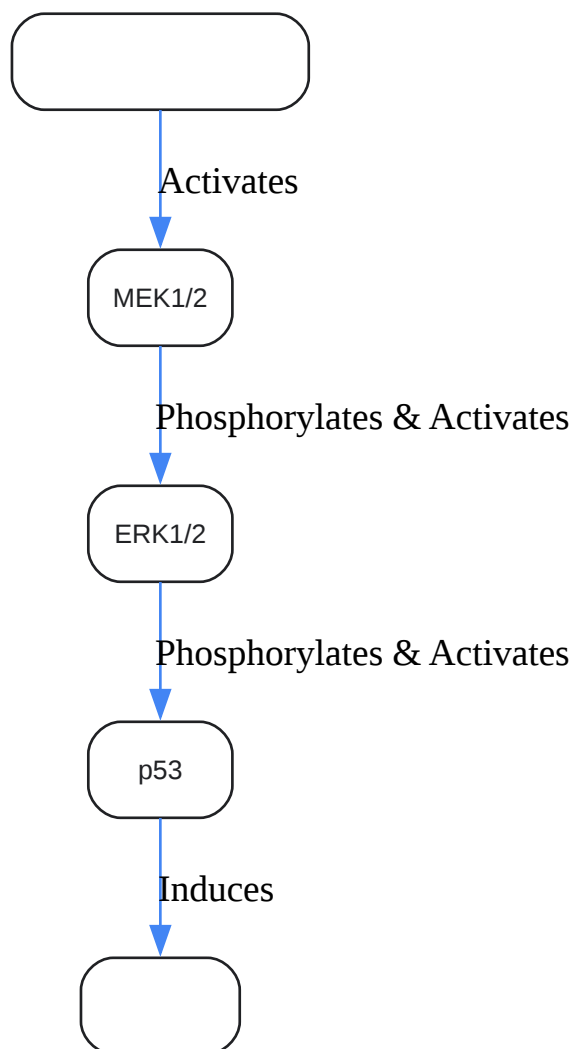 Activates
MEK1/2
Phosphorylates & Activates
ERK1/2
Phosphorylates & Activates
p53
Induces